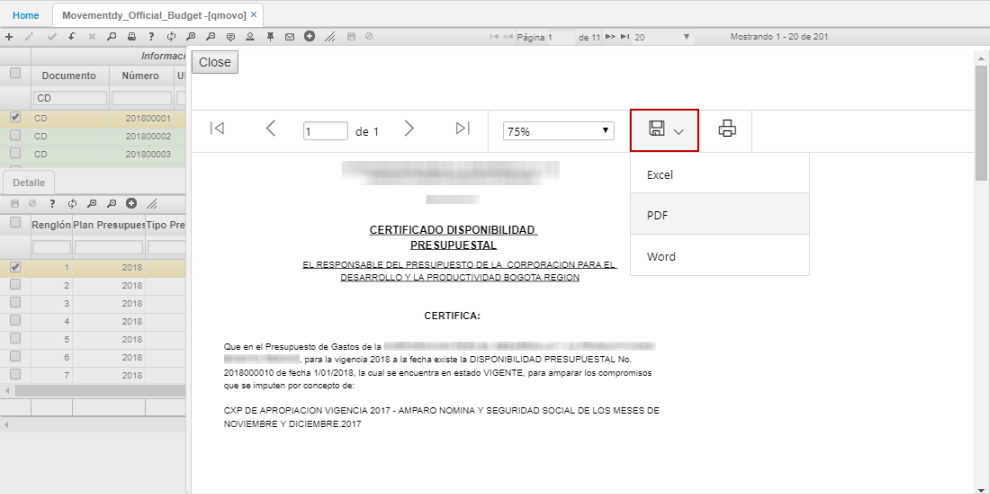 Home Movementdy_Official_Budget -[qmovo] ×
Página 1 de 11 20 Mostrando 1 - 20 de 201
Informaci
Documento Número U
CD
CD 201800001
CD 201800002
CD 201800003
Detalle
Renglón Plan Presupues Tipo Pre
1 2018
2 2018
3 2018
4 2018
5 2018
6 2018
7 2018
Close
1 de 1 75%
Excel
PDF
Word
CERTIFICADO DISPONIBILIDAD
PRESUPUESTAL
EL RESPONSABLE DEL PRESUPUESTO DE LA CORPORACION PARA EL
DESARROLLO Y LA PRODUCTIVIDAD BOGOTA REGION
CERTIFICA:
Que en el Presupuesto de Gastos de la
, para la vigencia 2018 a la fecha existe la DISPONIBILIDAD PRESUPUESTAL No.
2018000010 de fecha 1/01/2018, la cual se encuentra en estado VIGENTE, para amparar los compromisos
que se imputen por concepto de:
CXP DE APROPIACION VIGENCIA 2017 - AMPARO NOMINA Y SEGURIDAD SOCIAL DE LOS MESES DE
NOVIEMBRE Y DICIEMBRE.2017